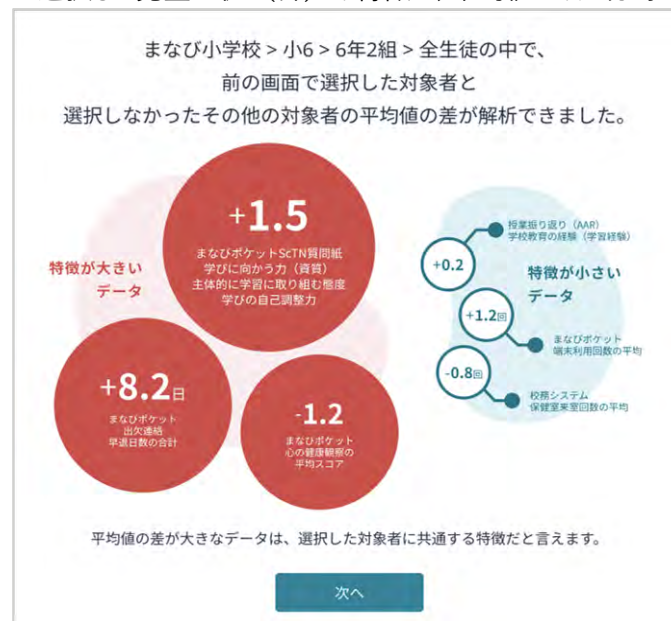 まなび小学校 > 小6 > 6年2組 > 全生徒の中で、
前の画面で選択した対象者と
選択しなかったその他の対象者の平均値の差が解析できました。
特徴が大きい
データ
+1.5
まなびポケットScTN質問紙
学びに向かう力（資質）
主体的に学習に取り組む態度
学びの自己調整力
+8.2日
まなびポケット
出欠連絡
早退日数の合計
-1.2
まなびポケット
心の健康観察の
平均スコア
授業振り返り（AAR）
学校教育の経験（学習経験）
+0.2
特徴が小さい
データ
+1.2回
まなびポケット
端末利用回数の平均
-0.8回
校務システム
保健室来室回数の平均
平均値の差が大きなデータは、選択した対象者に共通する特徴だと言えます。
次へ